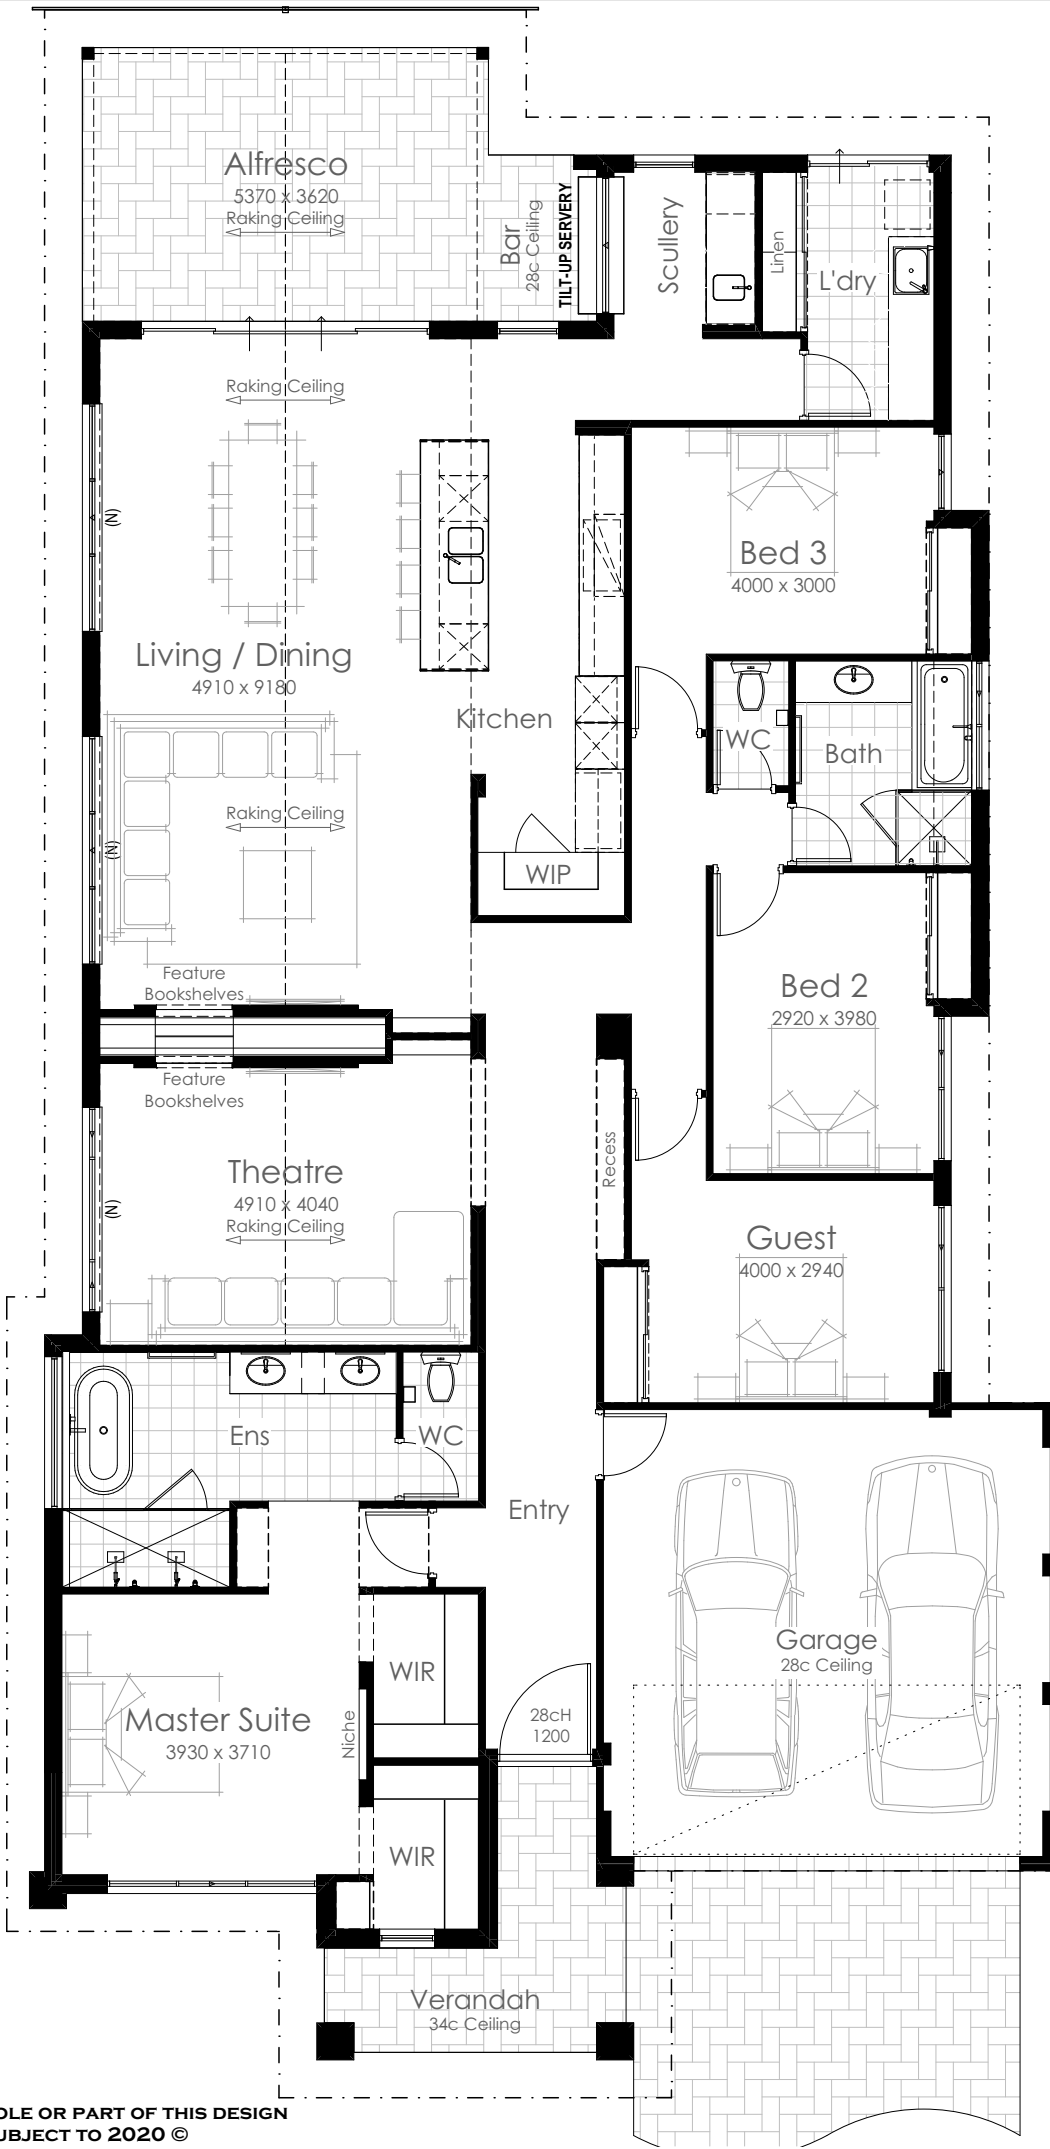 Alfresco
5370 x 3620
Raking Ceiling
Bar
28c Ceiling
TILT-UP SERVERY
Scullery
Linen
L'dry
Raking Ceiling
(N)
Bed 3
4000 x 3000
Living / Dining
4910 x 9180
Kitchen
WC
Bath
Raking Ceiling
(N)
WIP
Feature
Bookshelves
Bed 2
2920 x 3980
Feature
Bookshelves
Theatre
4910 x 4040
Raking Ceiling
(N)
Recess
Guest
4000 x 2940
Ens
WC
Entry
Garage
28c Ceiling
WIR
Niche
Master Suite
3930 x 3710
28cH
1200
WIR
Verandah
34c Ceiling
OLE OR PART OF THIS DESIGN
UBJECT TO 2020 ©